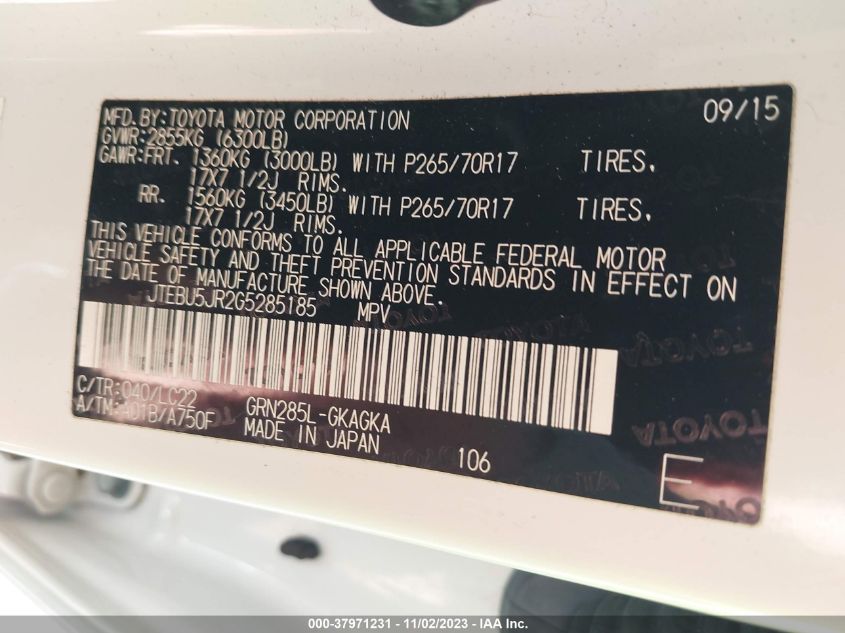 MFD.BY:TOYOTA MOTOR CORPORATION 09/15
GVWR:2855KG (6300LB)
GAWR:FRT. 1360KG (3000LB) WITH P265/70R17 TIRES.
17X7 1/2J RIMS.
RR. 1560KG (3450LB) WITH P265/70R17 TIRES.
17X7 1/2J RIMS.
THIS VEHICLE CONFORMS TO ALL APPLICABLE FEDERAL MOTOR
VEHICLE SAFETY AND THEFT PREVENTION STANDARDS IN EFFECT ON
THE DATE OF MANUFACTURE SHOWN ABOVE.
JTEBU5JR2G5285185 MPV
C/TR:040/LC22
A/TM:A01B/A750F
GRN285L-GKAGKA
MADE IN JAPAN
106
E
TOYOTA
000-37971231 - 11/02/2023 - IAA Inc.